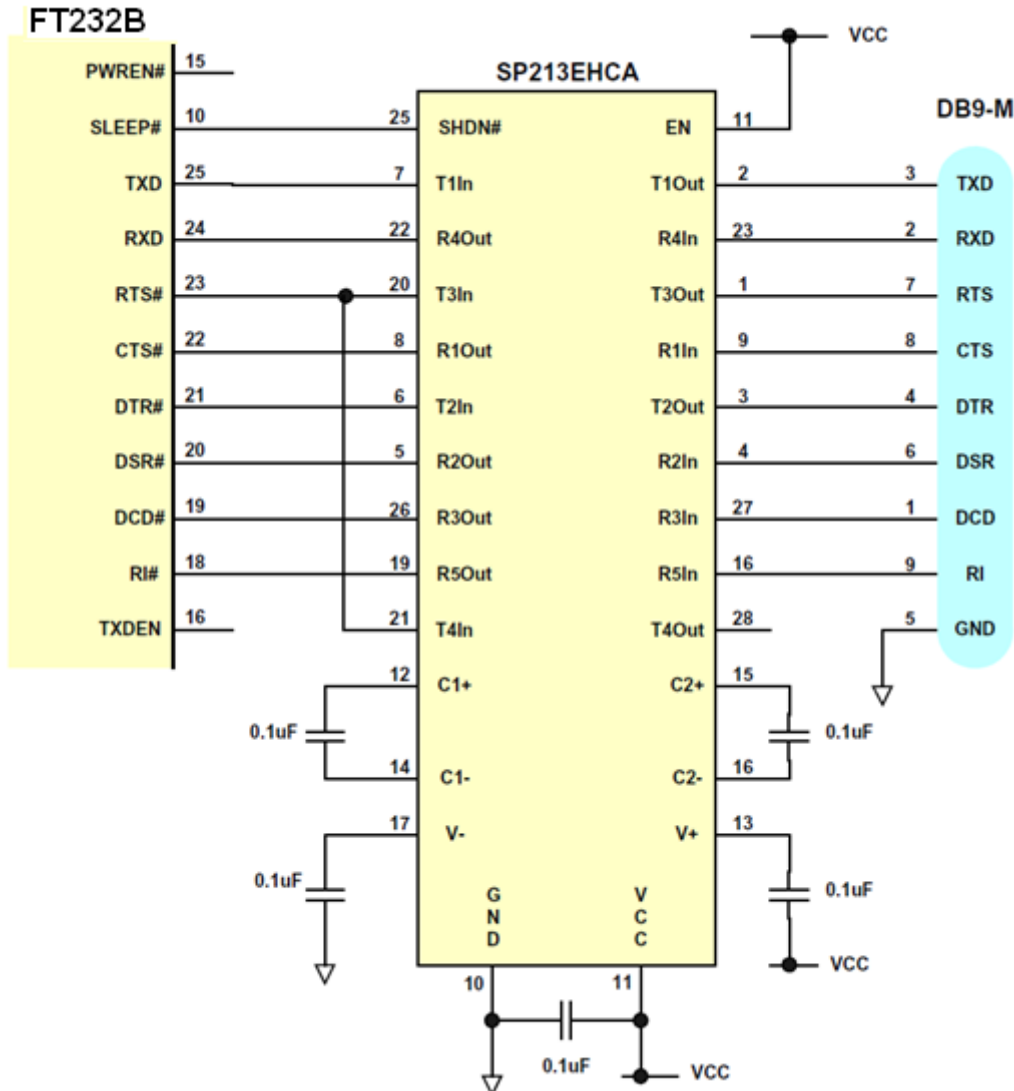 FT232B
VCC
PWREN# 15
SP213EHCA
DB9-M
SLEEP# 10 25 SHDN# EN 11
TXD 25 7 T1In T1Out 2 3 TXD
RXD 24 22 R4Out R4In 23 2 RXD
RTS# 23 20 T3In T3Out 1 7 RTS
CTS# 22 8 R1Out R1In 9 8 CTS
DTR# 21 6 T2In T2Out 3 4 DTR
DSR# 20 5 R2Out R2In 4 6 DSR
DCD# 19 26 R3Out R3In 27 1 DCD
RI# 18 19 R5Out R5In 16 9 RI
TXDEN 16 21 T4In T4Out 28 5 GND
12 C1+ C2+ 15
0.1uF 0.1uF
14 C1- C2- 16
17 V- V+ 13
0.1uF 0.1uF
GND VCC
VCC
10 11
0.1uF
VCC